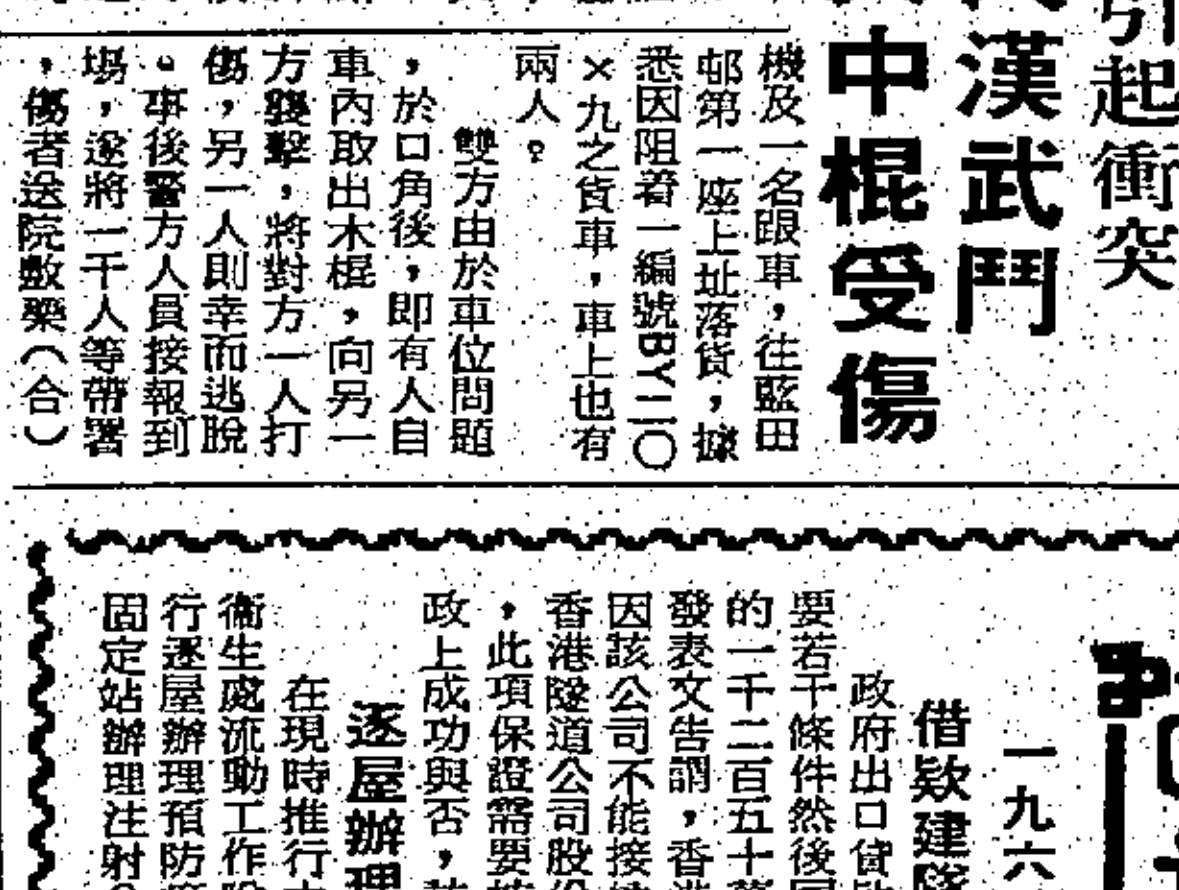 引起衝突
漢武鬥
中棍受傷
機及一名跟車，往藍田
邨第一座上址落貨，據
悉因阻着一編號BY二〇
×九之貨車，車上也有
兩人。
雙方由於車位問題
，於口角後，即有人自
車內取出木棍，向另一
方襲擊，將對方一人打
傷，另一人則幸而逃脫
。事後警方人員接報到
場，遂將一干人等帶署
，傷者送院敷藥（合）
一九六
借欵建隧
政府出口貸
要若干條件然後
的一千二百五十
發表文告謂，香
因該公司不能接
香港隧道公司股
，此項保證需要
政上成功與否，
逐屋辦理
在現時推行
衞生處流動工作
行逐屋辦理預防
固定站辦理注射